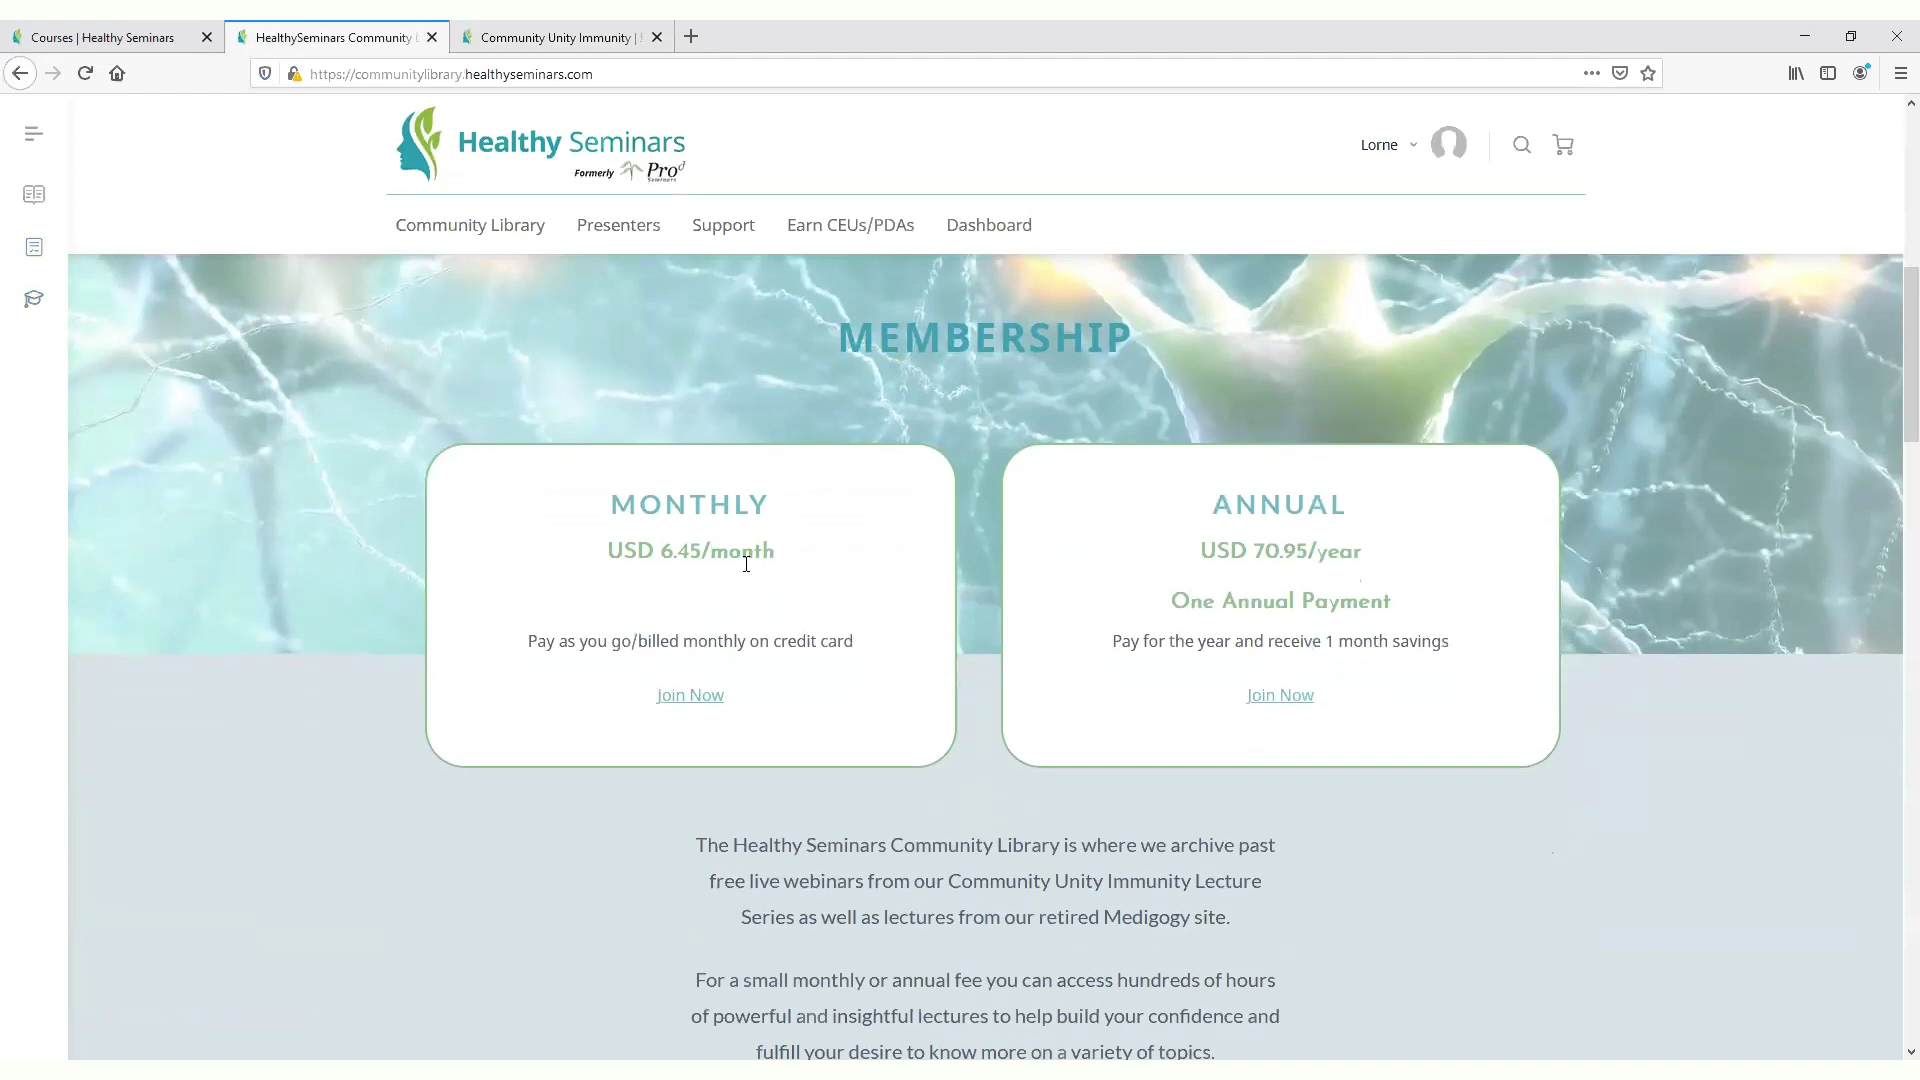 Courses | Healthy Seminars
HealthySeminars Community
Community Unity Immunity |
https://communitylibrary.healthyseminars.com
Healthy Seminars
Formerly Pro d
Seminars
Lorne
Community Library Presenters Support Earn CEUs/PDAs Dashboard
MEMBERSHIP
MONTHLY
USD 6.45/month
Pay as you go/billed monthly on credit card
Join Now
ANNUAL
USD 70.95/year
One Annual Payment
Pay for the year and receive 1 month savings
Join Now
The Healthy Seminars Community Library is where we archive past
free live webinars from our Community Unity Immunity Lecture
Series as well as lectures from our retired Medigogy site.
For a small monthly or annual fee you can access hundreds of hours
of powerful and insightful lectures to help build your confidence and
fulfill your desire to know more on a variety of topics.